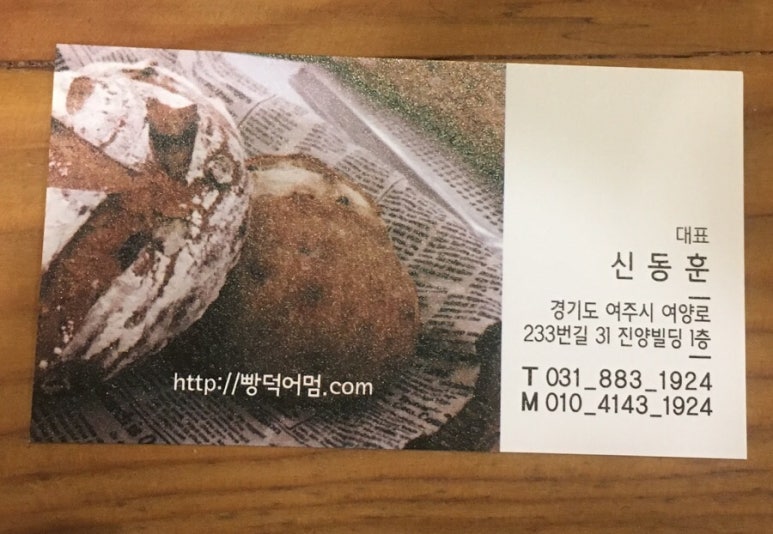 http://빵덕어멈.com
대표
신동훈
경기도 여주시 여양로
233번길 31 진양빌딩 1층
T 031_883_1924
M 010_4143_1924